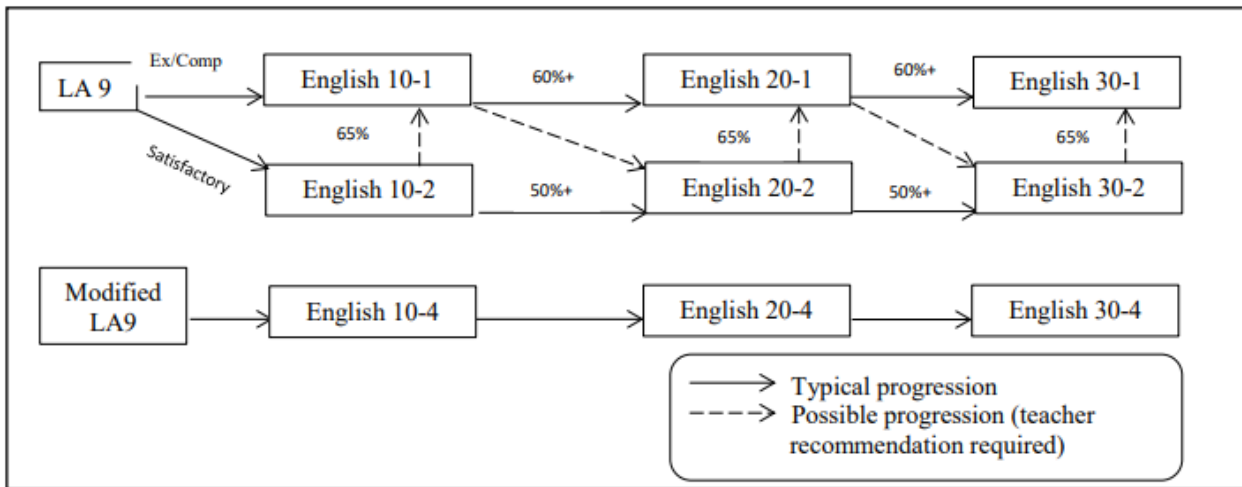 Ex/Comp
LA 9
English 10-1
60%+
English 20-1
60%+
English 30-1
Satisfactory
65%
65%
65%
English 10-2
50%+
English 20-2
50%+
English 30-2
Modified
LA9
English 10-4
English 20-4
English 30-4
Typical progression
Possible progression (teacher
recommendation required)